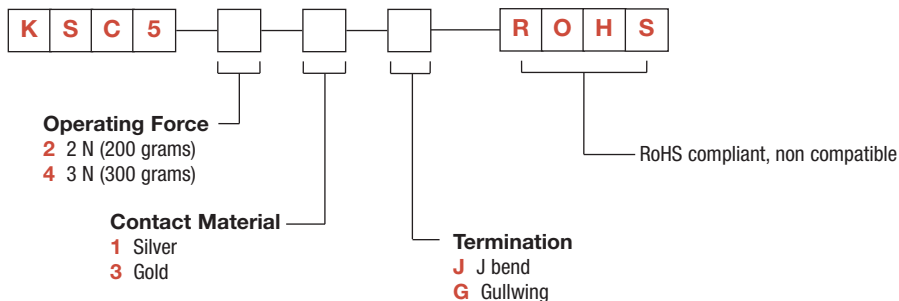 K S C 5 R O H S
Operating Force
2 2 N (200 grams)
4 3 N (300 grams)
RoHS compliant, non compatible
Contact Material
1 Silver
3 Gold
Termination
J J bend
G Gullwing